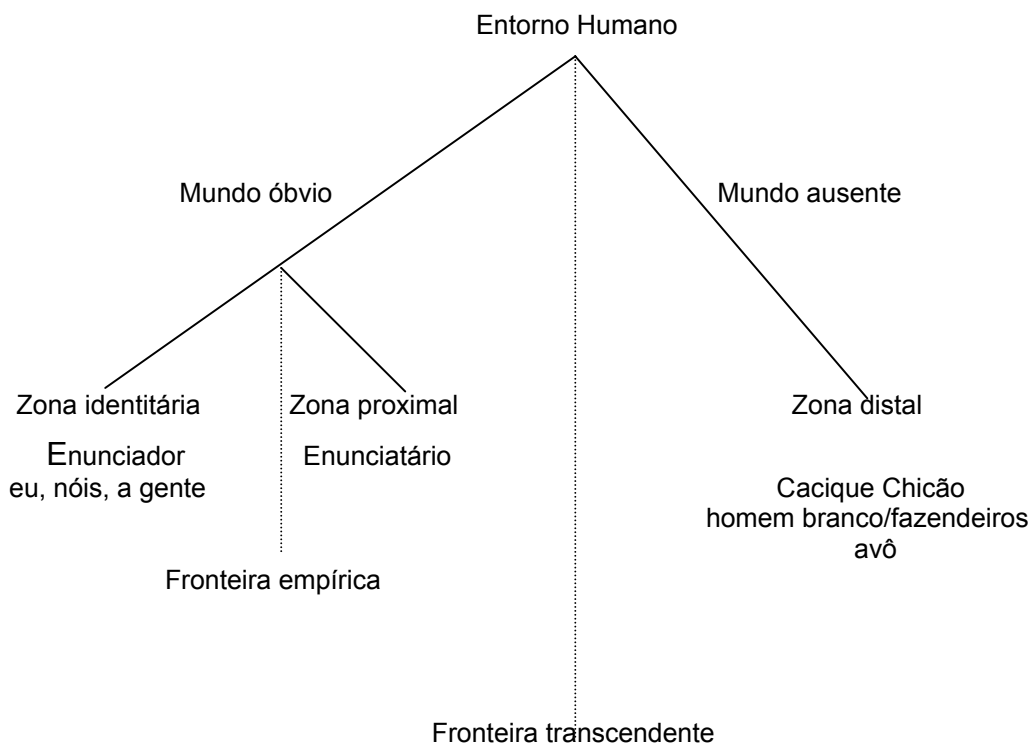 Entorno Humano
Mundo óbvio
Mundo ausente
Zona identitária
Zona proximal
Zona distal
Enunciador
eu, nóis, a gente
Enunciatário
Cacique Chicão
homem branco/fazendeiros
avô
Fronteira empírica
Fronteira transcendente